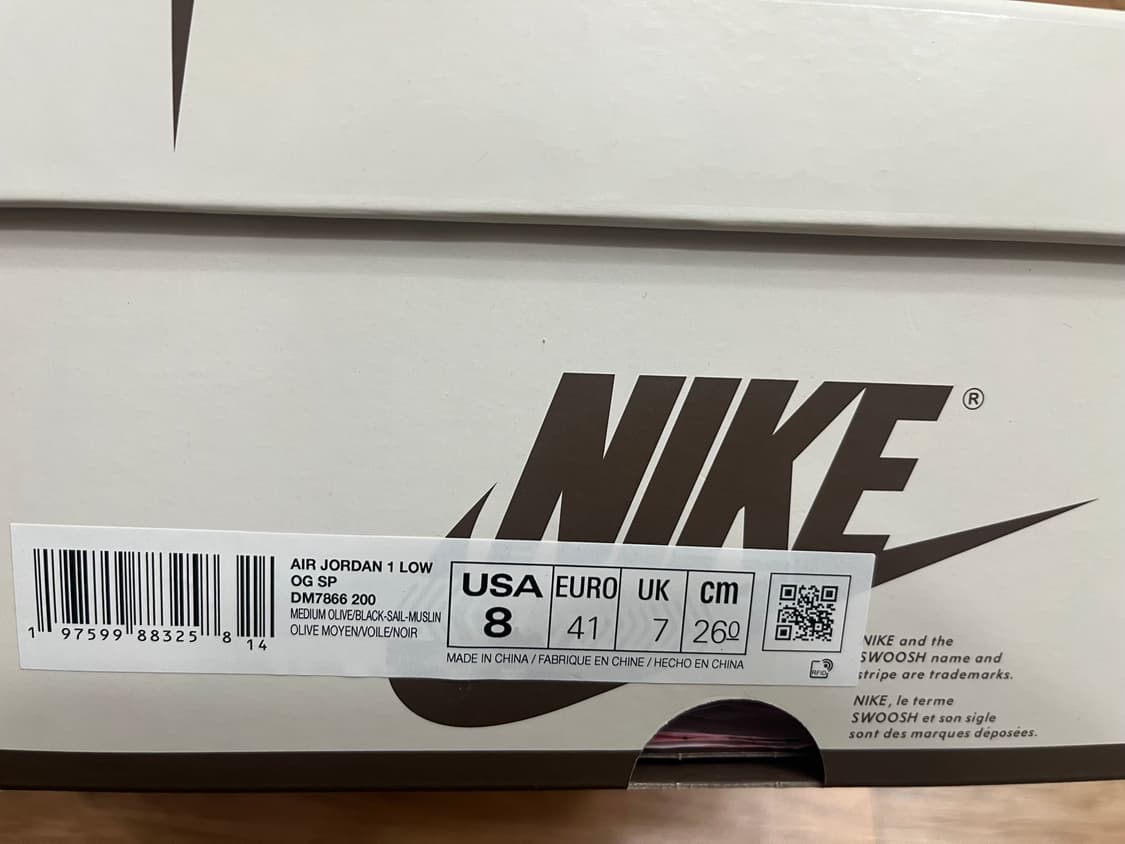 NIKE ®
AIR JORDAN 1 LOW
OG SP
DM7866 200
MEDIUM OLIVE/BLACK-SAIL-MUSLIN
OLIVE MOYEN/VOILE/NOIR
1 97599 88325 8 14
USA EURO UK cm
8 41 7 260
MADE IN CHINA / FABRIQUE EN CHINE / HECHO EN CHINA
RFID
NIKE and the
SWOOSH name and
stripe are trademarks.
NIKE, le terme
SWOOSH et son sigle
sont des marques déposées.